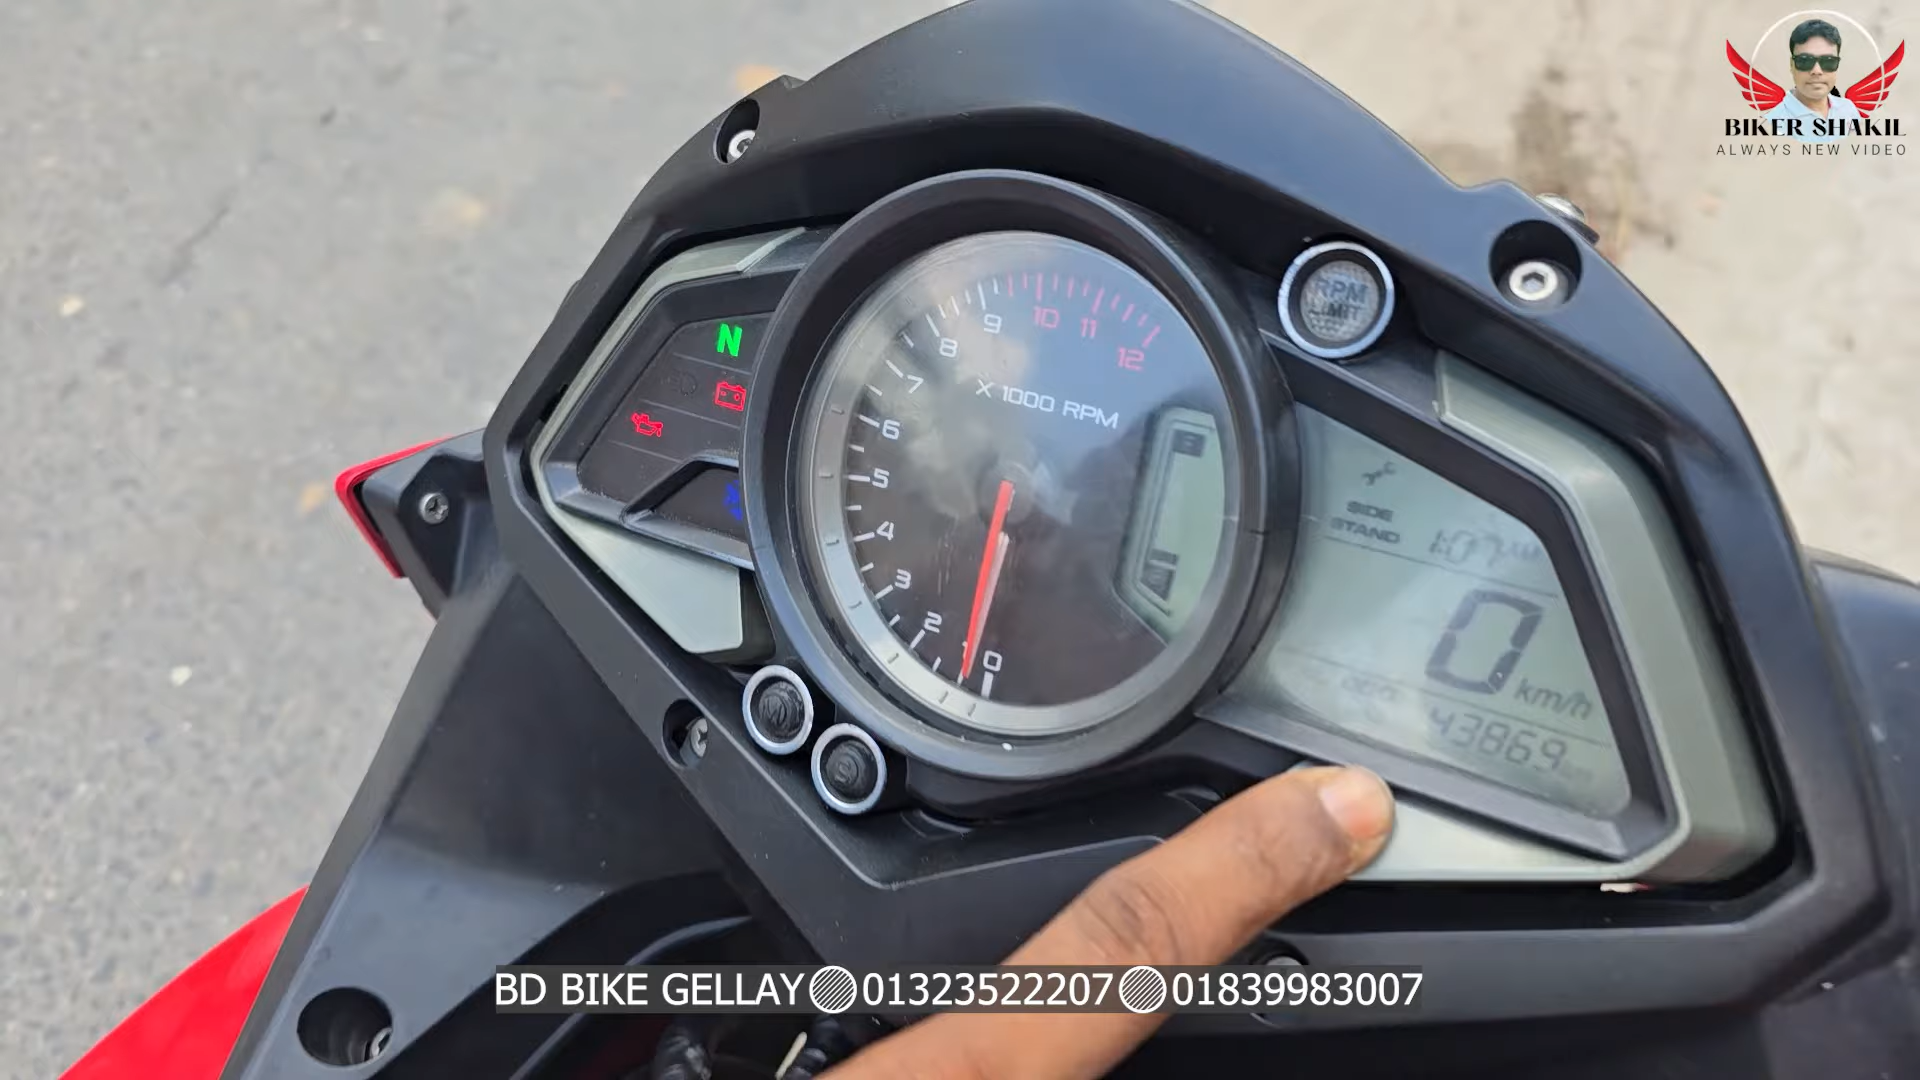 BIKER SHAKIL
ALWAYS NEW VIDEO
N
RPM
LIMIT
9 10 11
8 12
7
X 1000 RPM
6
5
4
3
2
0
SIDE
STAND
0 km/h
43869
BD BIKE GELLAY 01323522207 01839983007